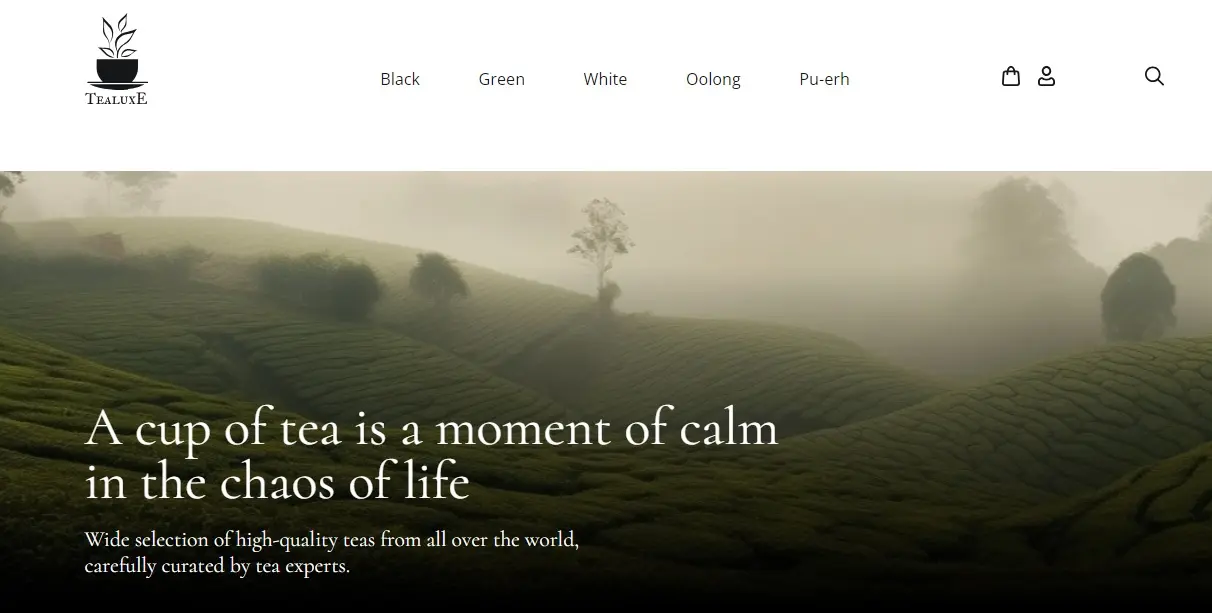 TEALUXE
Black Green White Oolong Pu-erh
A cup of tea is a moment of calm
in the chaos of life
Wide selection of high-quality teas from all over the world,
carefully curated by tea experts.